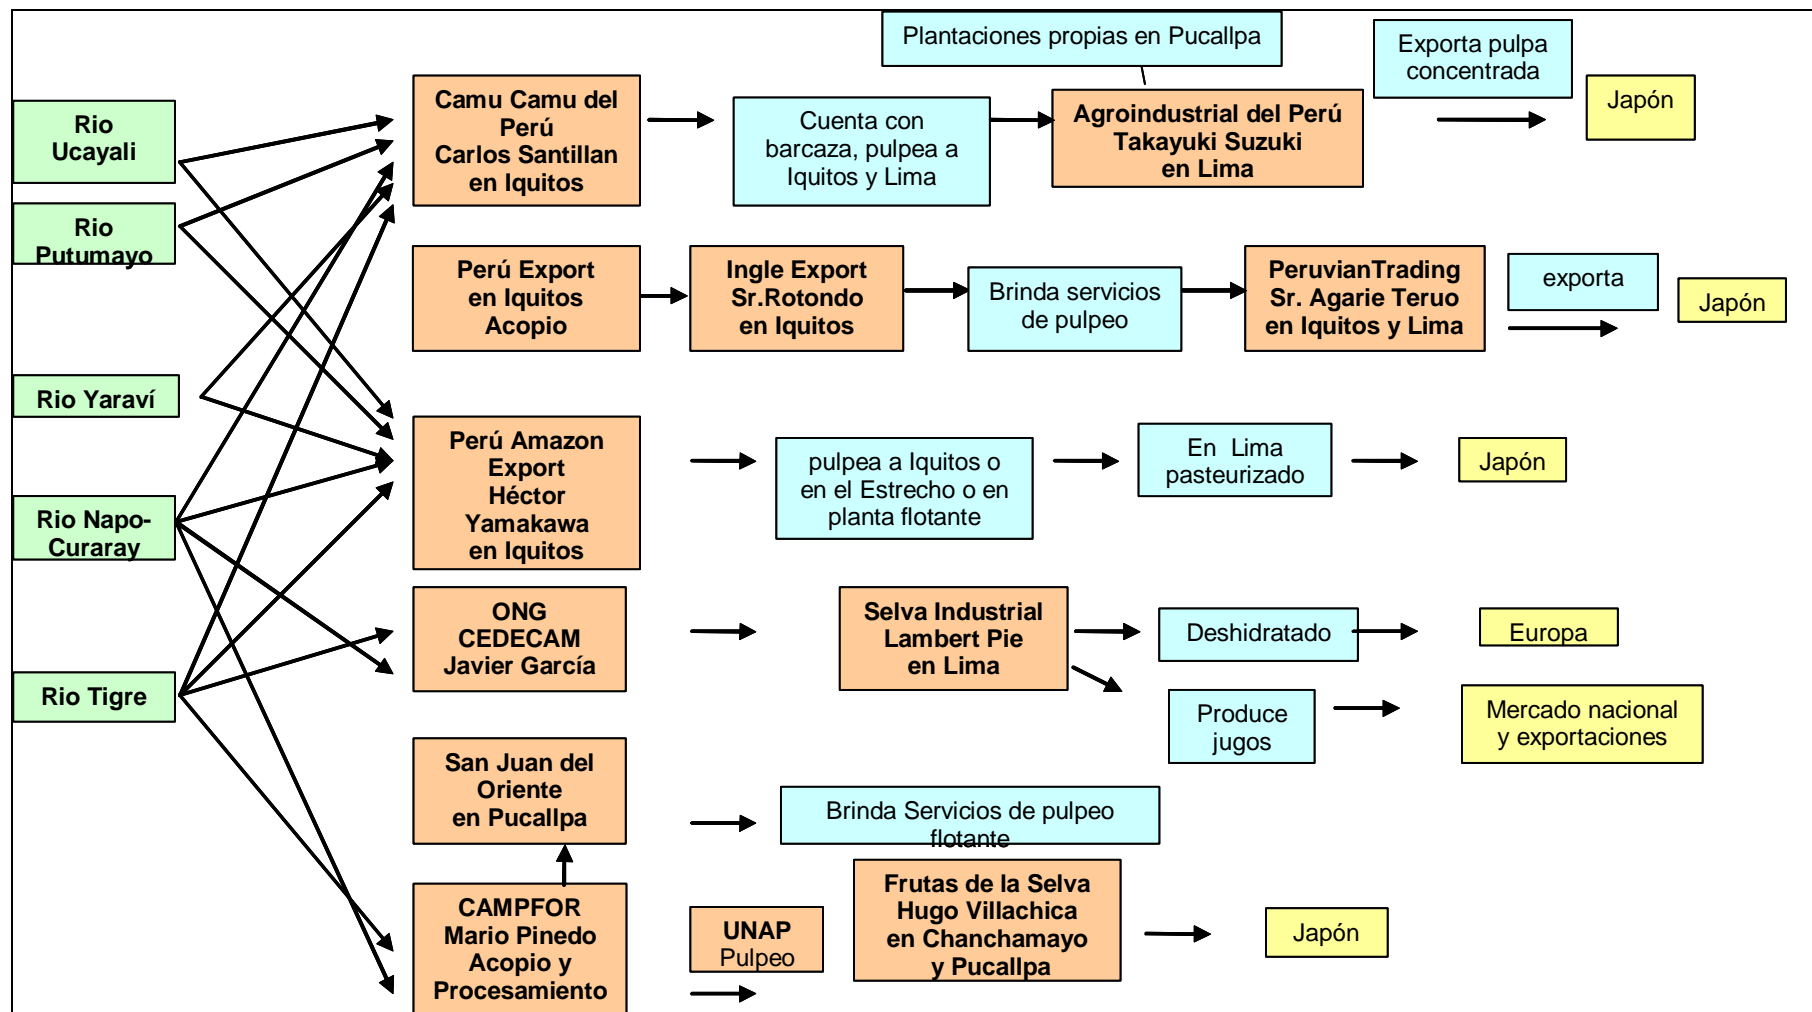 Plantaciones propias en Pucallpa
Exporta pulpa
concentrada
Rio
Ucayali
Camu Camu del
Perú
Carlos Santillan
en Iquitos
Cuenta con
barcaza, pulpea a
Iquitos y Lima
Agroindustrial del Perú
Takayuki Suzuki
en Lima
Japón
Rio
Putumayo
Perú Export
en Iquitos
Acopio
Ingle Export
Sr.Rotondo
en Iquitos
Brinda servicios
de pulpeo
PeruvianTrading
Sr. Agarie Teruo
en Iquitos y Lima
exporta
Japón
Rio Yaraví
Perú Amazon
Export
Héctor
Yamakawa
en Iquitos
pulpea a Iquitos o
en el Estrecho o en
planta flotante
En Lima
pasteurizado
Japón
Rio Napo-
Curaray
ONG
CEDECAM
Javier García
Selva Industrial
Lambert Pie
en Lima
Deshidratado
Europa
Rio Tigre
Produce
jugos
Mercado nacional
y exportaciones
San Juan del
Oriente
en Pucallpa
Brinda Servicios de pulpeo
flotante
CAMPFOR
Mario Pinedo
Acopio y
Procesamiento
UNAP
Pulpeo
Frutas de la Selva
Hugo Villachica
en Chanchamayo
y Pucallpa
Japón